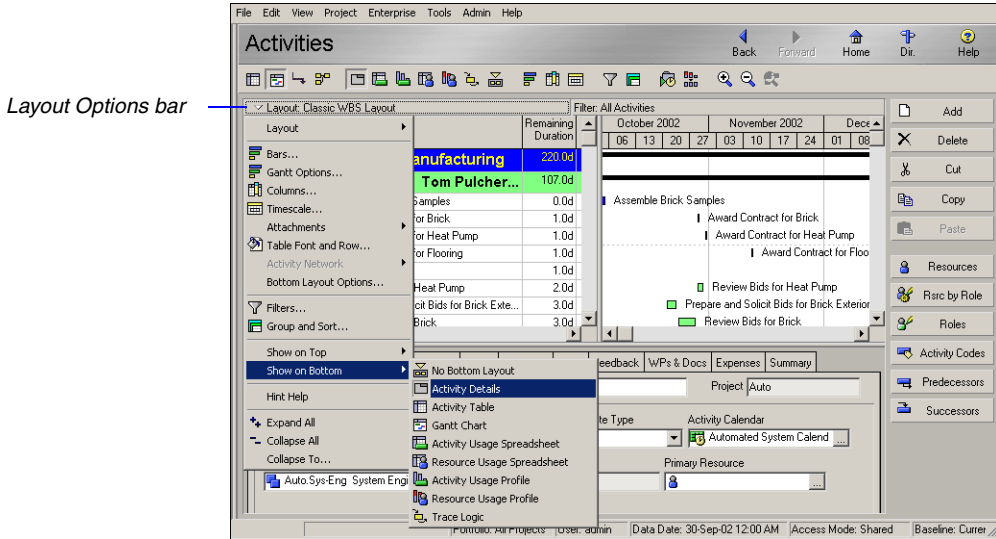 File Edit View Project Enterprise Tools Admin Help
Activities
Back Forward Home Dir. Help
Layout Options bar
Layout: Classic WBS Layout
Filter: All Activities
Layout
Bars...
Gantt Options...
Columns...
Timescale...
Attachments
Table Font and Row...
Activity Network
Bottom Layout Options...
Filters...
Group and Sort...
Show on Top
Show on Bottom
Hint Help
Expand All
Collapse All
Collapse To...
Remaining
Duration
October 2002 November 2002 Dece
06 13 20 27 03 10 17 24 01 08
anufacturing 220.0d
Tom Pulcher... 107.0d
Samples 0.0d Assemble Brick Samples
for Brick 1.0d Award Contract for Brick
for Heat Pump 1.0d Award Contract for Heat Pump
for Flooring 1.0d Award Contract for Floo
1.0d
Heat Pump 2.0d Review Bids for Heat Pump
cit Bids for Brick Exte... 3.0d Prepare and Solicit Bids for Brick Exterior
Brick 3.0d Review Bids for Brick
Add
Delete
Cut
Copy
Paste
Resources
Rsrc by Role
Roles
Activity Codes
Predecessors
Successors
No Bottom Layout
Activity Details
Activity Table
Gantt Chart
Activity Usage Spreadsheet
Resource Usage Spreadsheet
Activity Usage Profile
Resource Usage Profile
Trace Logic
eedback WPs & Docs Expenses Summary
Project Auto
te Type Activity Calendar
Automated System Calend ...
Primary Resource
...
Auto.Sys-Eng System Engi
Portfolio: All Projects User: admin Data Date: 30-Sep-02 12:00 AM Access Mode: Shared Baseline: Currer